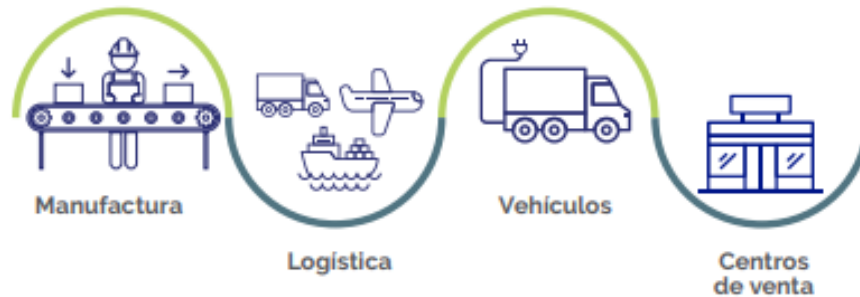 Manufactura
Logística
Vehículos
Centros
de venta